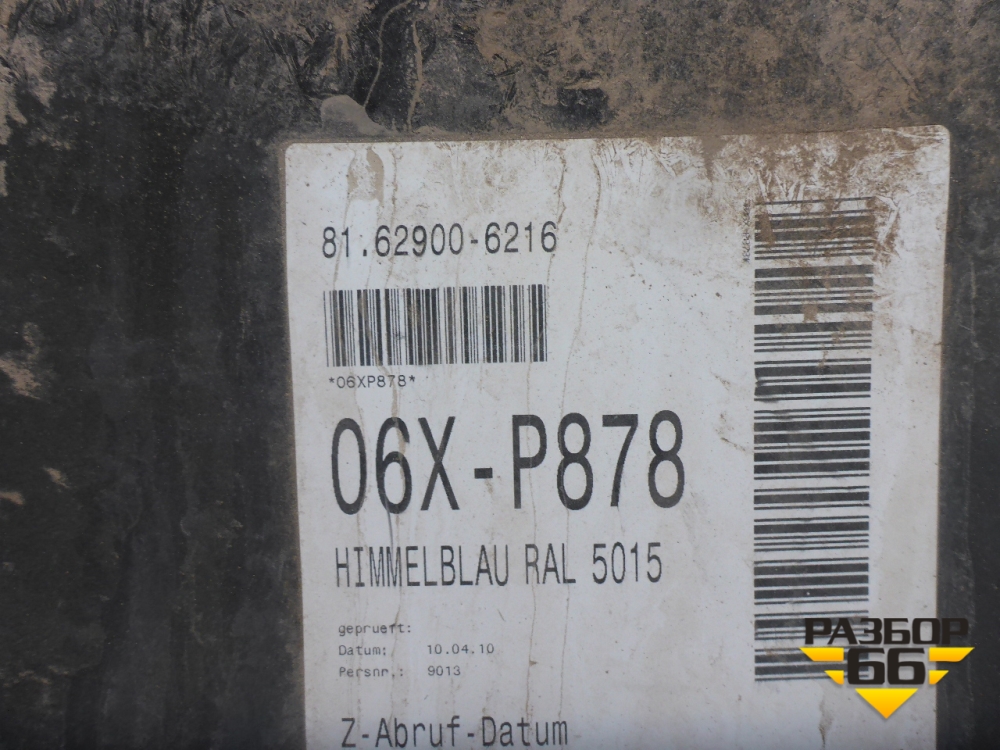 81.62900-6216
*06XP878*
06X-P878
HIMMELBLAU RAL 5015
geprueft:
Datum: 10.04.10
Persnr.: 9013
Z-Abruf-Datum
РАЗБОР
66